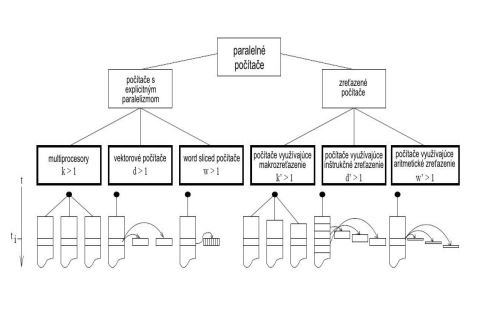 paralelné
počítače
počítače s
explicitným
paralelizmom
zreťazené
počítače
multiprocesory
k > 1
vektorové počítače
d > 1
word sliced počítače
w > 1
počítače využívajúce
makrozreťazenie
k' > 1
počítače využívajúce
inštrukčné zreťazenie
d' > 1
počítače využívajúce
aritmetické zreťazenie
w' > 1
t
t i